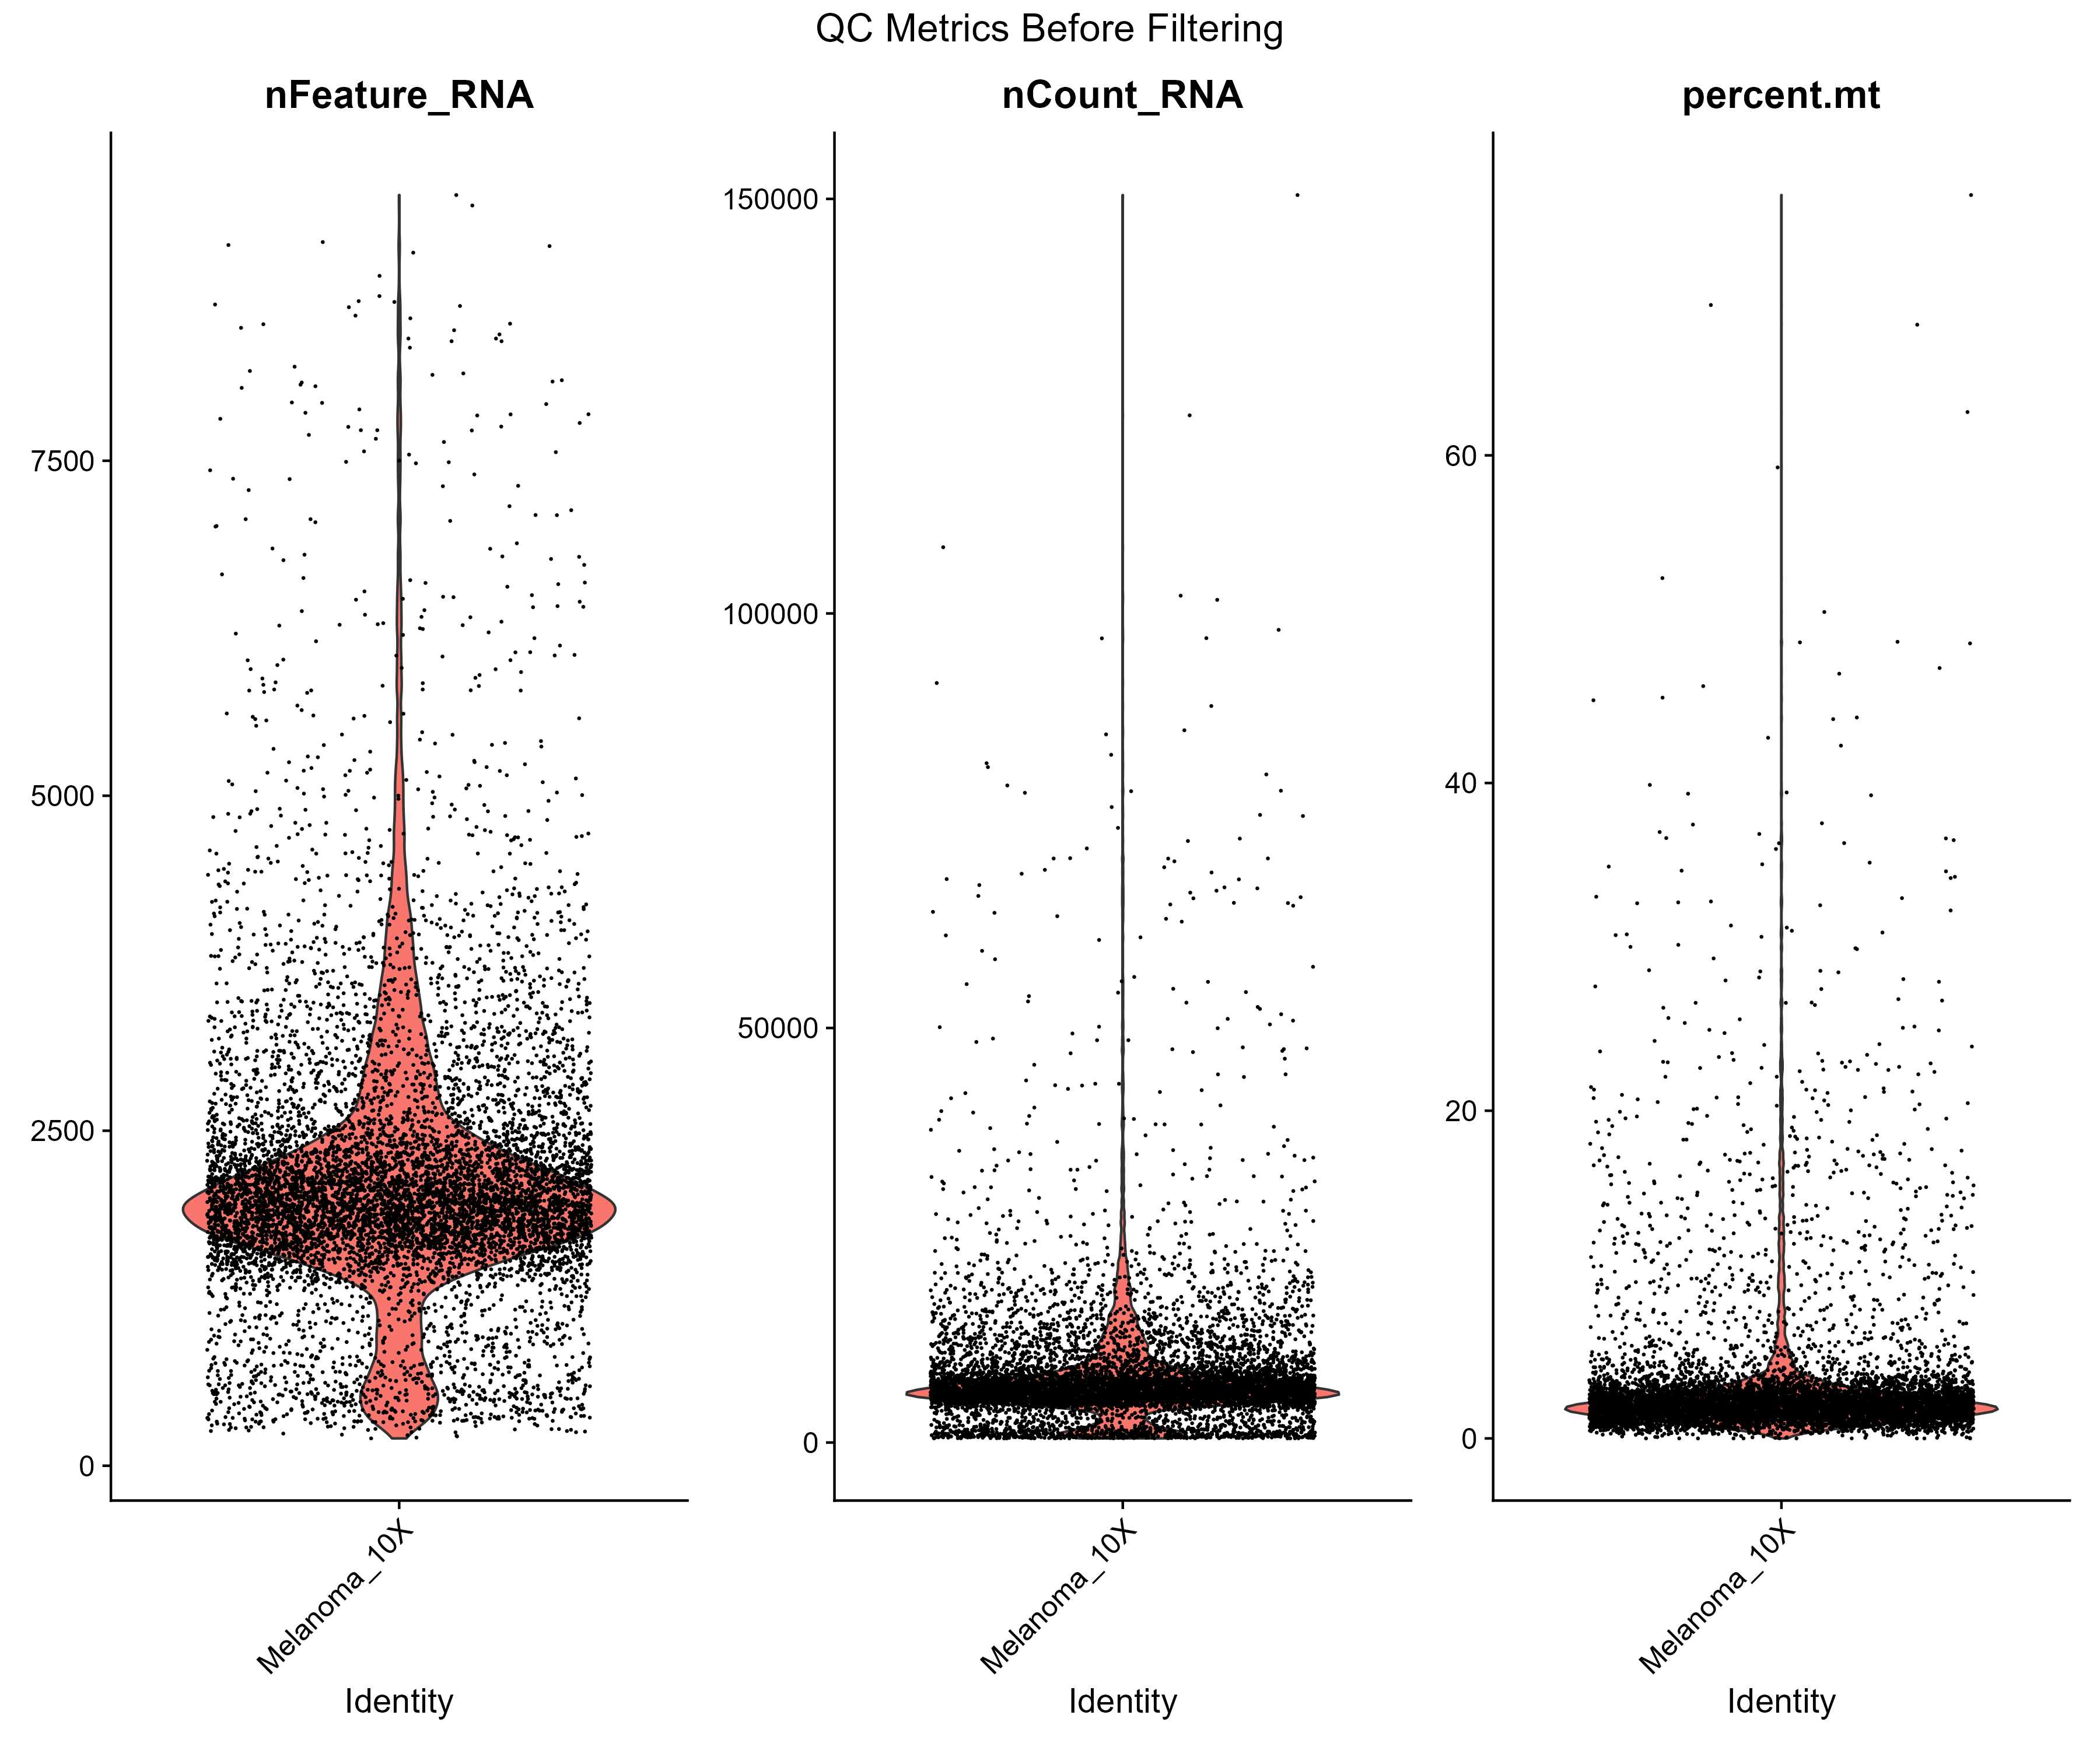 QC Metrics Before Filtering
nFeature_RNA
7500
5000
2500
0
Melanoma_10X
Identity
nCount_RNA
150000
100000
50000
0
Melanoma_10X
Identity
percent.mt
60
40
20
0
Melanoma_10X
Identity